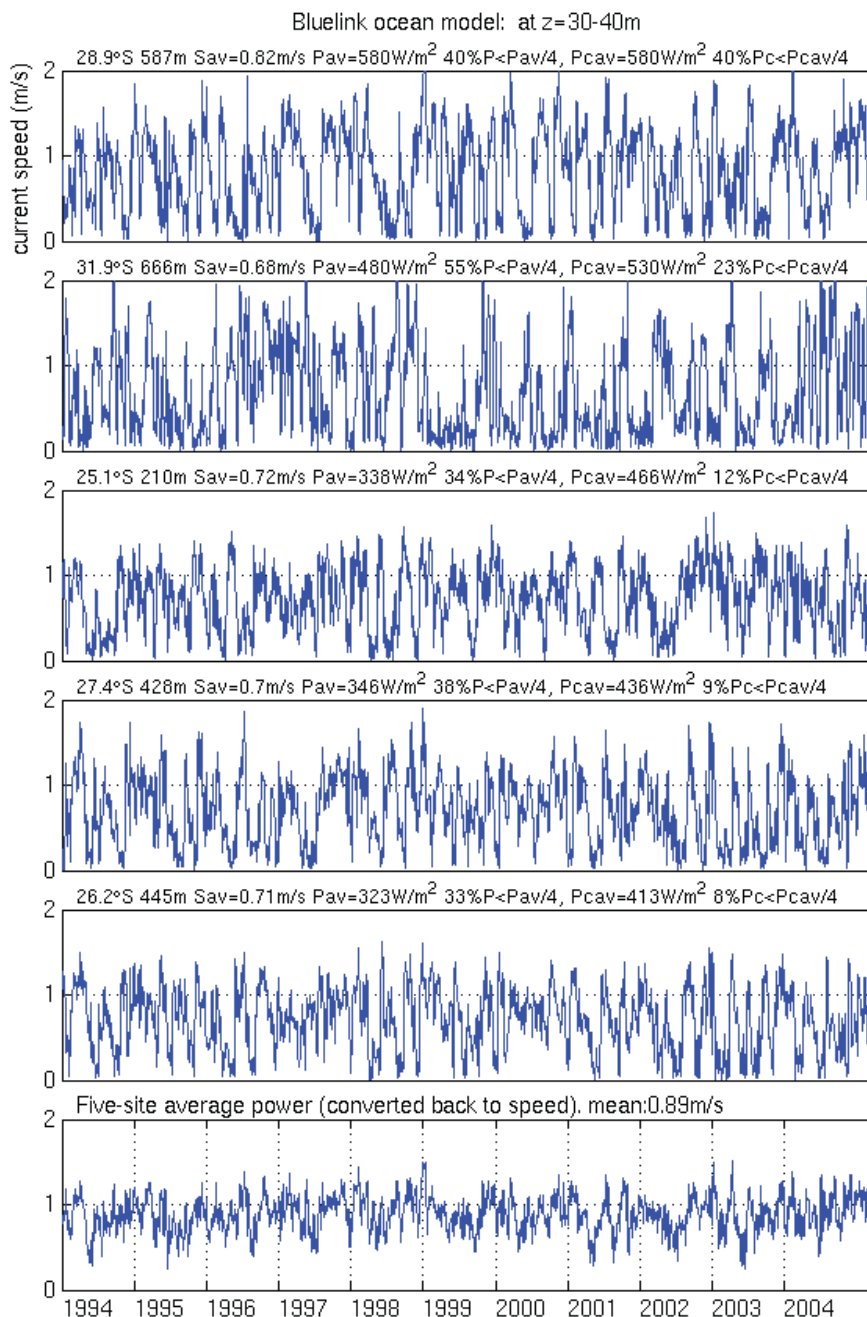 Bluelink ocean model: at z=30-40m
28.9°S 587m Sav=0.82m/s Pav=580W/m² 40%P<Pav/4, Pcav=580W/m² 40%Pc<Pcav/4
2
1
0
current speed (m/s)
31.9°S 666m Sav=0.68m/s Pav=480W/m² 55%P<Pav/4, Pcav=530W/m² 23%Pc<Pcav/4
2
1
0
25.1°S 210m Sav=0.72m/s Pav=338W/m² 34%P<Pav/4, Pcav=466W/m² 12%Pc<Pcav/4
2
1
0
27.4°S 428m Sav=0.7m/s Pav=346W/m² 38%P<Pav/4, Pcav=436W/m² 9%Pc<Pcav/4
2
1
0
26.2°S 445m Sav=0.71m/s Pav=323W/m² 33%P<Pav/4, Pcav=413W/m² 8%Pc<Pcav/4
2
1
0
Five-site average power (converted back to speed). mean:0.89m/s
2
1
0
1994 1995 1996 1997 1998 1999 2000 2001 2002 2003 2004